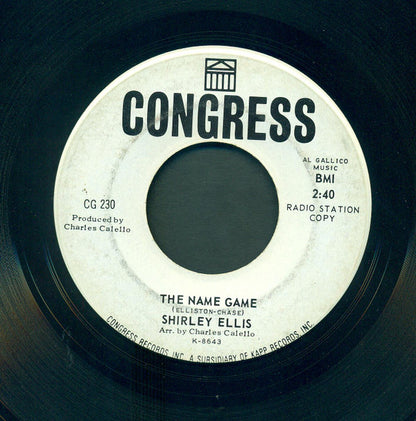 CONGRESS
AL GALLICO
MUSIC
BMI
2:40
RADIO STATION
COPY
CG 230
Produced by
Charles Calello
THE NAME GAME
(ELLISTON-CHASE)
SHIRLEY ELLIS
Arr. by Charles Calello
K-8643
CONGRESS RECORDS, INC. A SUBSIDIARY OF KAPP RECORDS, INC.